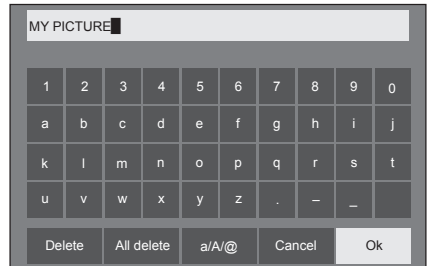 MY PICTURE
1 2 3 4 5 6 7 8 9 0
a b c d e f g h i j
k l m n o p q r s t
u v w x y z . – _
Delete All delete a/A/@ Cancel Ok